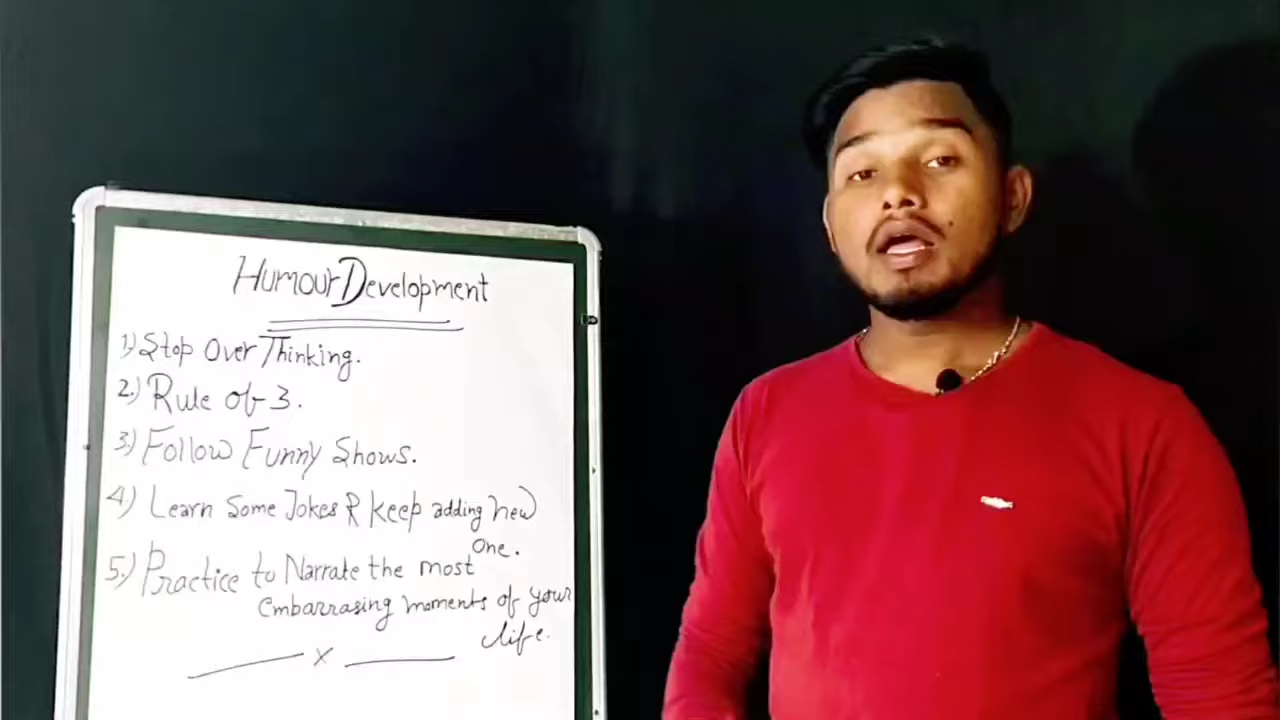 Humour Development
1) Stop Over Thinking.
2.) Rule of 3.
3.) Follow Funny Shows.
4.) Learn Some Jokes & Keep adding new
One.
5.) Practice to Narrate the most
Embarrasing moments of your
life.